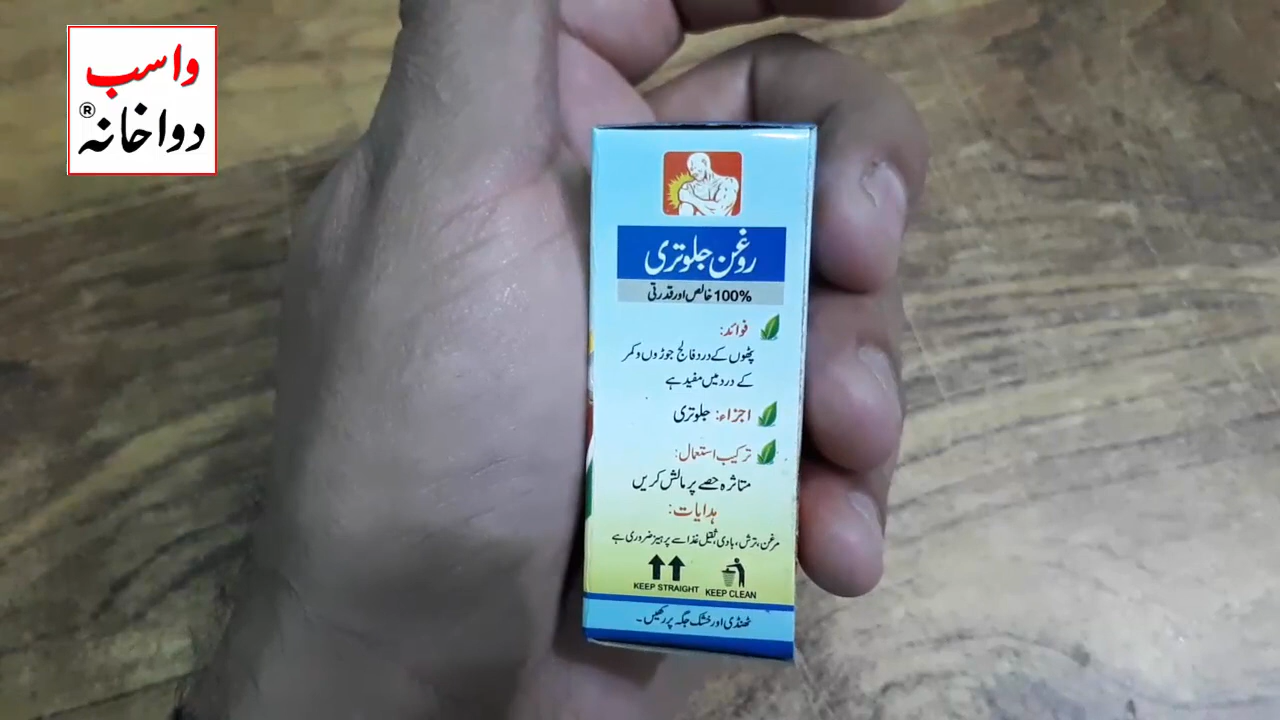 واسب
دواخانہ®
روغن جلوتری
100% خالص اور قدرتی
فوائد:
پٹھوں کے درد فالج جوڑوں و کمر
کے درد میں مفید ہے
اجزاء: جلوتری
ترکیب استعمال:
متاثرہ حصے پر مالش کریں
ہدایات:
مرغن، ترش، بادی، ثقیل غذا سے پرہیز ضروری ہے
KEEP STRAIGHT KEEP CLEAN
ٹھنڈی اور خشک جگہ پر رکھیں۔